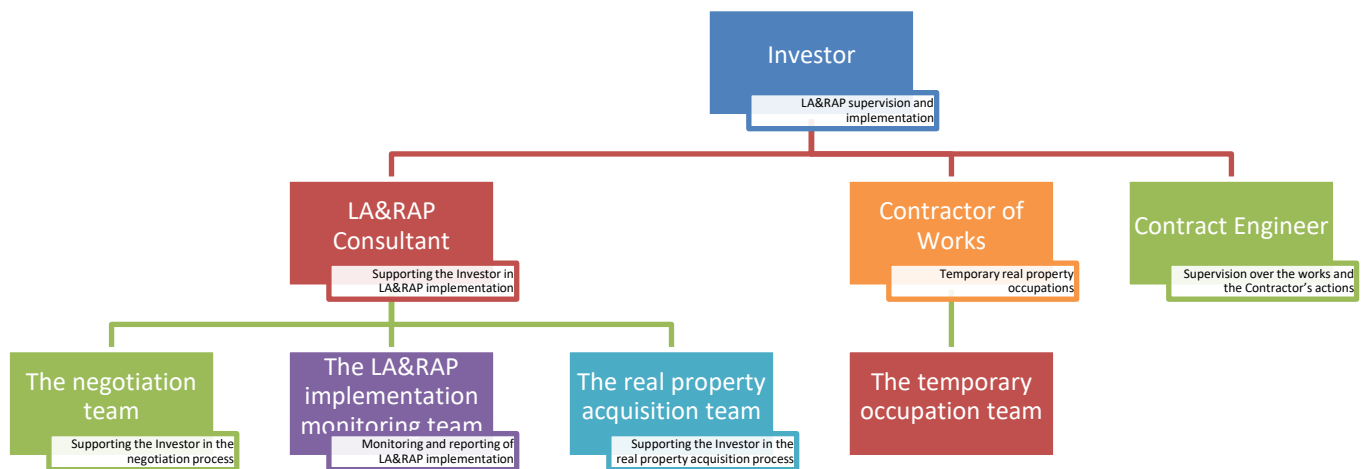 Investor
LA&RAP supervision and
implementation
LA&RAP
Consultant
Supporting the Investor in
LA&RAP implementation
Contractor of
Works
Temporary real property
occupations
Contract Engineer
Supervision over the works and
the Contractor's actions
The negotiation
team
Supporting the Investor in the
negotiation process
The LA&RAP
implementation
monitoring team
Monitoring and reporting of
LA&RAP implementation
The real property
acquisition team
Supporting the Investor in the
real property acquisition process
The temporary
occupation team